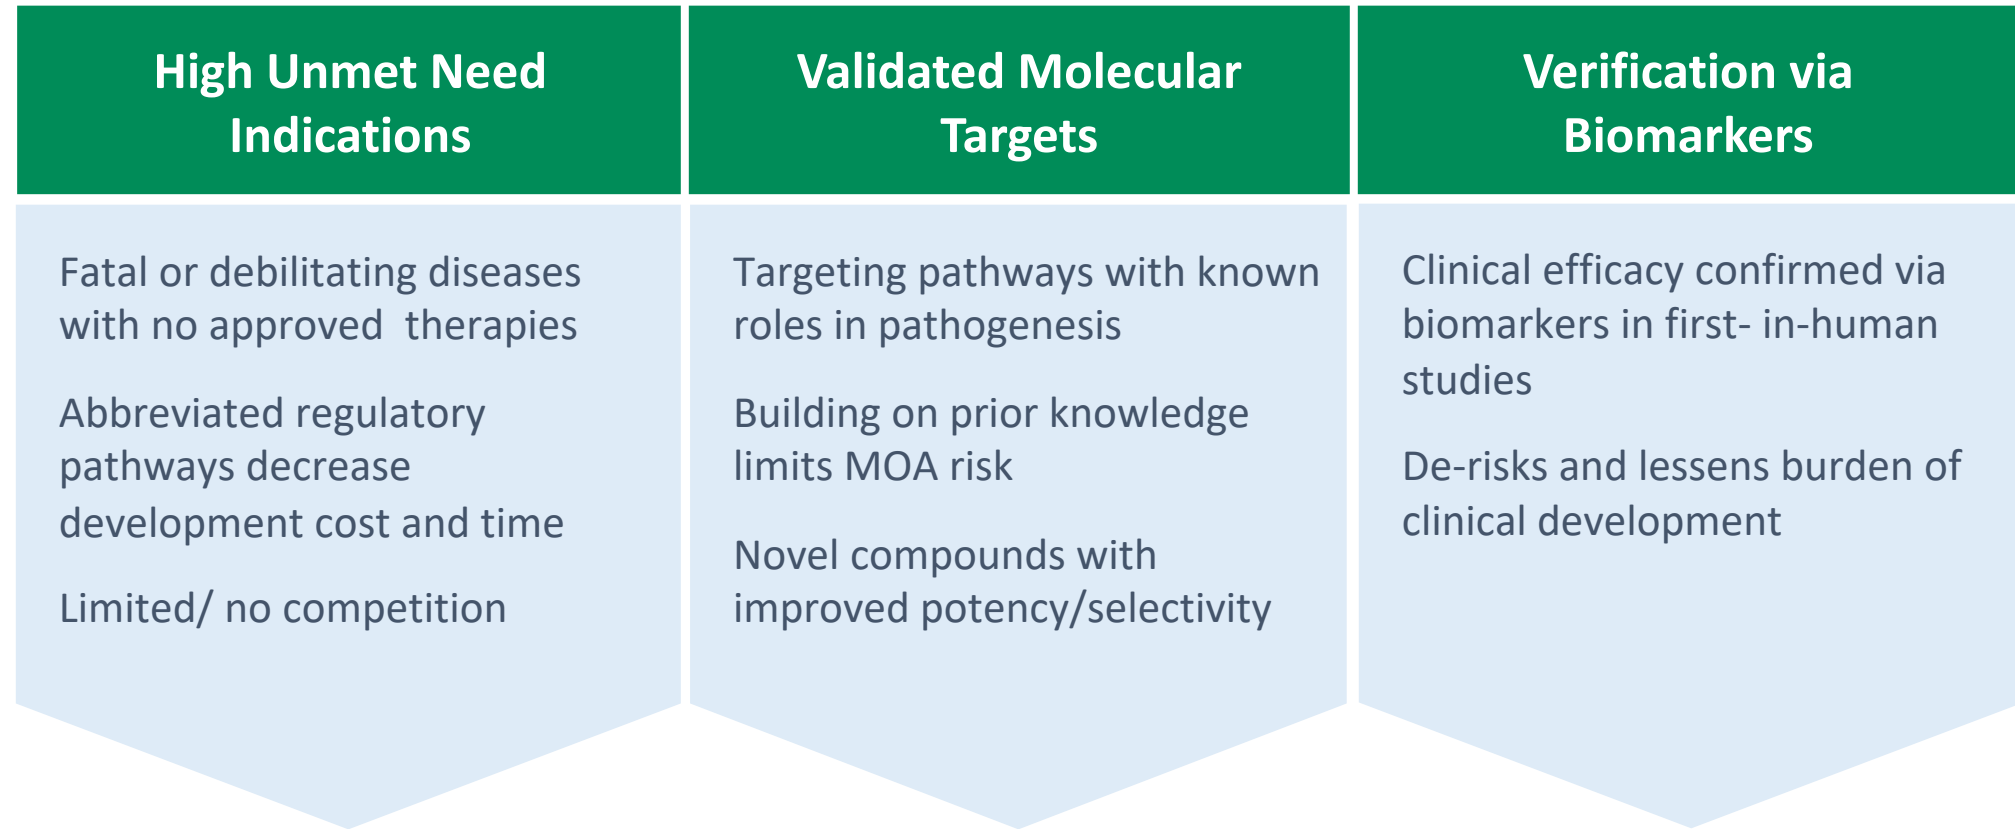 High Unmet Need
Indications
Fatal or debilitating diseases
with no approved  therapies
Abbreviated regulatory
pathways decrease
development cost and time
Limited/ no competition
Validated Molecular
Targets
Targeting pathways with known
roles in pathogenesis
Building on prior knowledge
limits MOA risk
Novel compounds with
improved potency/selectivity
Verification via
Biomarkers
Clinical efficacy confirmed via
biomarkers in first- in-human
studies
De-risks and lessens burden of
clinical development